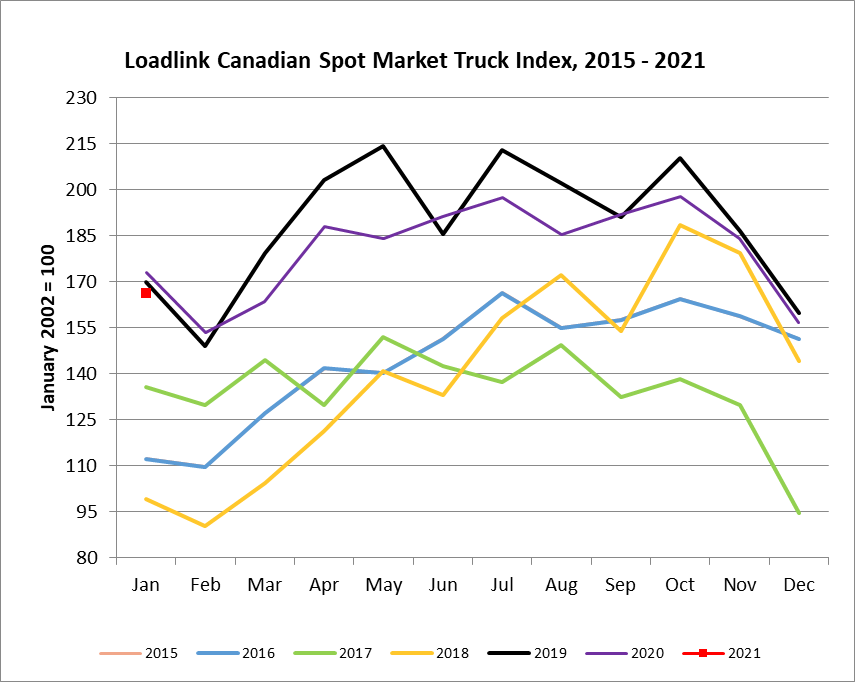 Loadlink Canadian Spot Market Truck Index, 2015 - 2021
January 2002 = 100
230
215
200
185
170
155
140
125
110
95
80
Jan Feb Mar Apr May Jun Jul Aug Sep Oct Nov Dec
2015 2016 2017 2018 2019 2020 2021